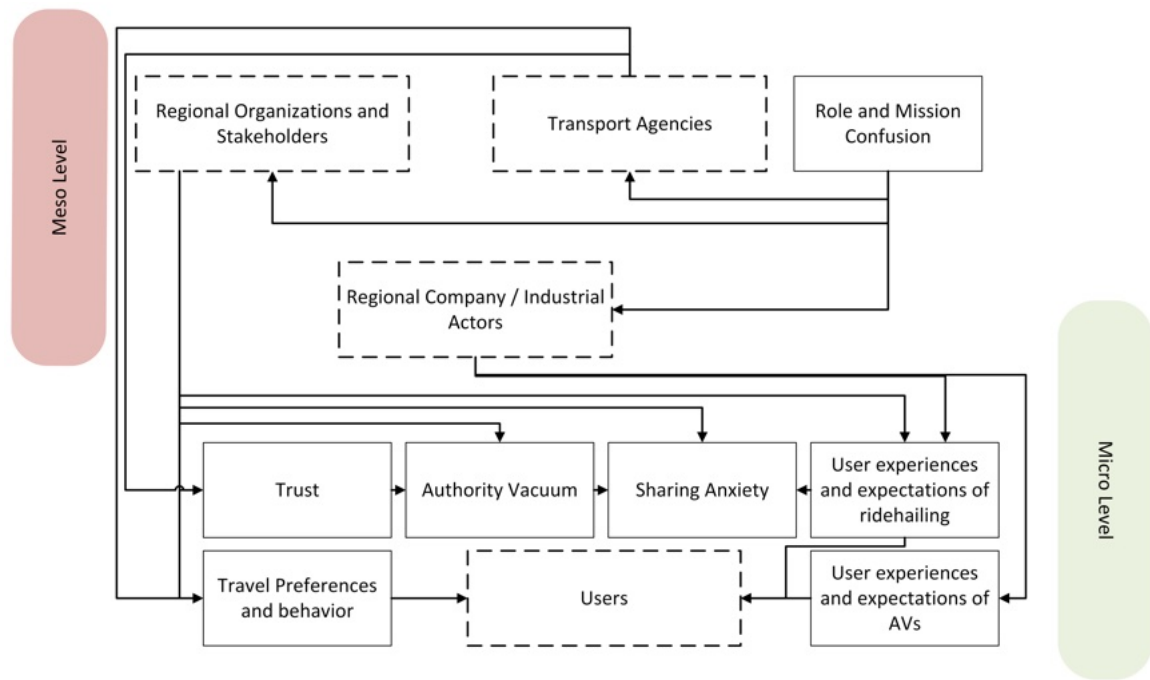 Meso Level
Regional Organizations and
Stakeholders
Transport Agencies
Role and Mission
Confusion
Regional Company / Industrial
Actors
Micro Level
Trust
Authority Vacuum
Sharing Anxiety
User experiences
and expectations of
ridehailing
Travel Preferences
and behavior
Users
User experiences
and expectations of
AVs